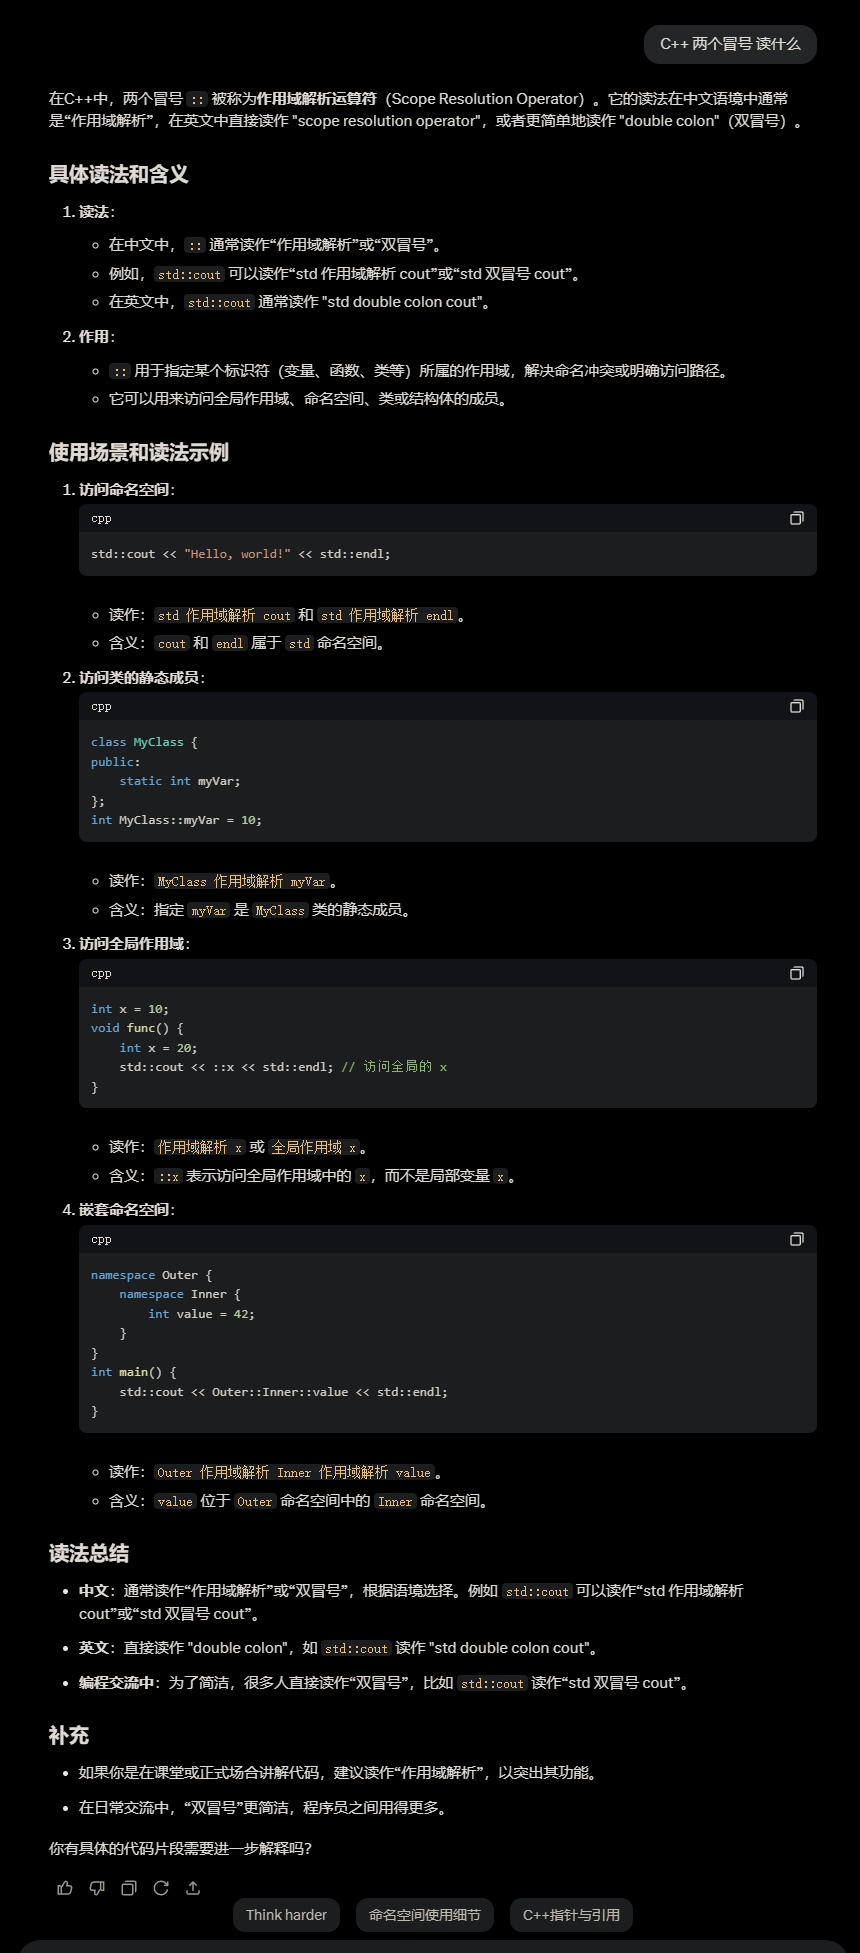 C++ 两个冒号 读什么
在C++中，两个冒号 :: 被称为作用域解析运算符（Scope Resolution Operator）。它的读法在中文语境中通常
是“作用域解析”，在英文中直接读作 "scope resolution operator"，或者更简单地读作 "double colon"（双冒号）。
具体读法和含义
1. 读法：
◦ 在中文中，:: 通常读作“作用域解析”或“双冒号”。
◦ 例如，std::cout 可以读作“std 作用域解析 cout”或“std 双冒号 cout”。
◦ 在英文中，std::cout 通常读作 "std double colon cout"。
2. 作用：
◦ :: 用于指定某个标识符（变量、函数、类等）所属的作用域，解决命名冲突或明确访问路径。
◦ 它可以用来访问全局作用域、命名空间、类或结构体的成员。
使用场景和读法示例
1. 访问命名空间：
cpp
std::cout << "Hello, world!" << std::endl;
◦ 读作：std 作用域解析 cout 和 std 作用域解析 endl。
◦ 含义：cout 和 endl 属于 std 命名空间。
2. 访问类的静态成员：
cpp
class MyClass {
public:
    static int myVar;
};
int MyClass::myVar = 10;
◦ 读作：MyClass 作用域解析 myVar。
◦ 含义：指定 myVar 是 MyClass 类的静态成员。
3. 访问全局作用域：
cpp
int x = 10;
void func() {
    int x = 20;
    std::cout << ::x << std::endl; // 访问全局的 x
}
◦ 读作：作用域解析 x 或 全局作用域 x。
◦ 含义：::x 表示访问全局作用域中的 x，而不是局部变量 x。
4. 嵌套命名空间：
cpp
namespace Outer {
    namespace Inner {
        int value = 42;
    }
}
int main() {
    std::cout << Outer::Inner::value << std::endl;
}
◦ 读作：Outer 作用域解析 Inner 作用域解析 value。
◦ 含义：value 位于 Outer 命名空间中的 Inner 命名空间。
读法总结
• 中文：通常读作“作用域解析”或“双冒号”，根据语境选择。例如 std::cout 可以读作“std 作用域解析
cout”或“std 双冒号 cout”。
• 英文：直接读作 "double colon"，如 std::cout 读作 "std double colon cout"。
• 编程交流中：为了简洁，很多人直接读作“双冒号”，比如 std::cout 读作“std 双冒号 cout”。
补充
• 如果你是在课堂或正式场合讲解代码，建议读作“作用域解析”，以突出其功能。
• 在日常交流中，“双冒号”更简洁，程序员之间用得更多。
你有具体的代码片段需要进一步解释吗？
Think harder
命名空间使用细节
C++指针与引用